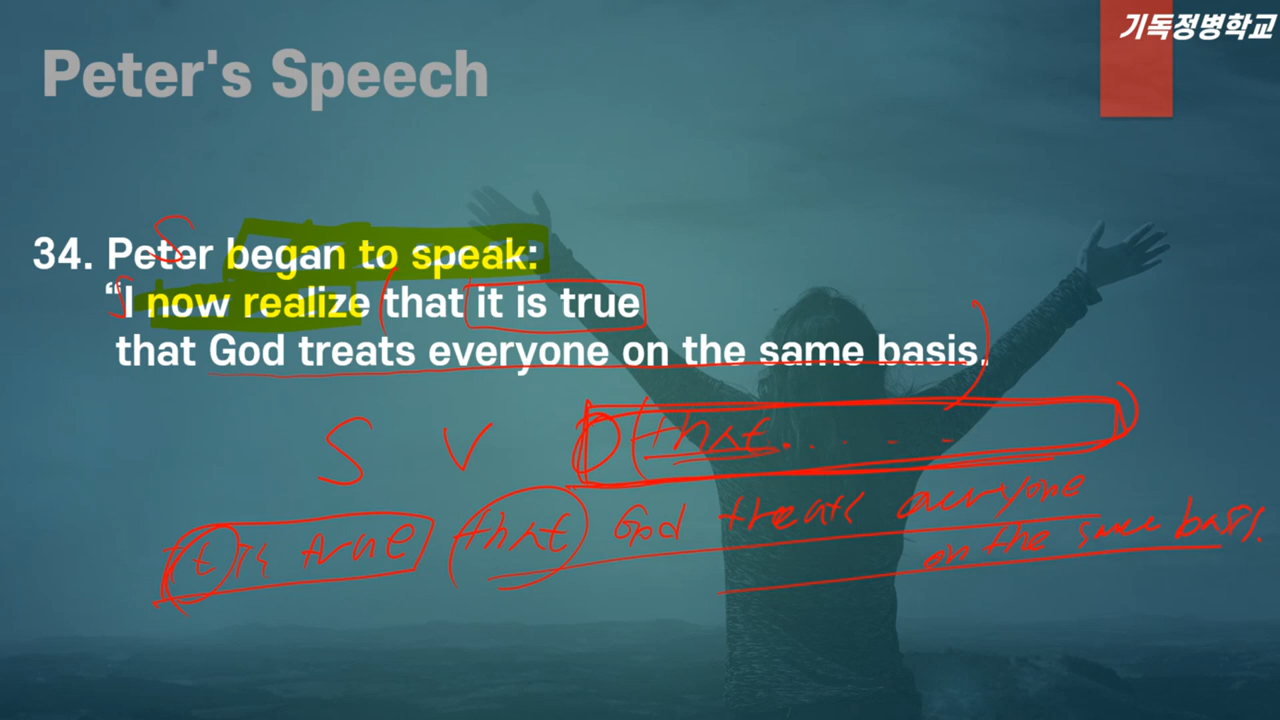 기독정병학교
Peter's Speech
S
34. Peter began to speak:
S
“I now realize that it is true
that God treats everyone on the same basis.
S V O (that.....)
it is true (that) God treats everyone
on the same basis.